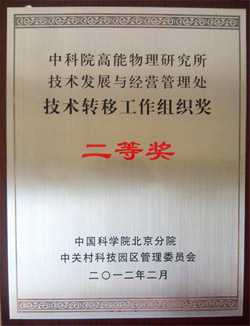 中科院高能物理研究所
技术发展与经营管理处
技术转移工作组织奖
二等奖
中国科学院北京分院
中关村科技园区管理委员会
二〇一二年二月